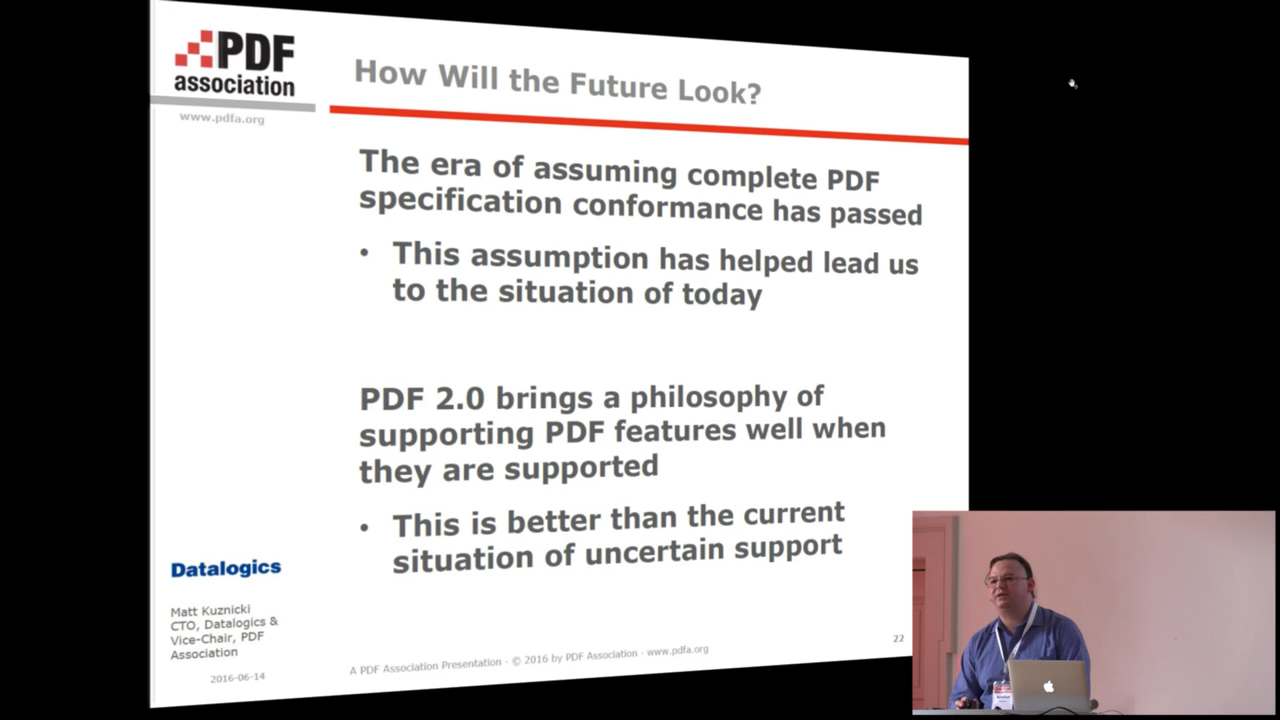 PDF
association
www.pdfa.org
How Will the Future Look?
The era of assuming complete PDF
specification conformance has passed
• This assumption has helped lead us
to the situation of today
PDF 2.0 brings a philosophy of
supporting PDF features well when
they are supported
• This is better than the current
situation of uncertain support
Datalogics
Matt Kuznicki
CTO, Datalogics &
Vice-Chair, PDF
Association
2016-06-14
A PDF Association Presentation · © 2016 by PDF Association · www.pdfa.org
22